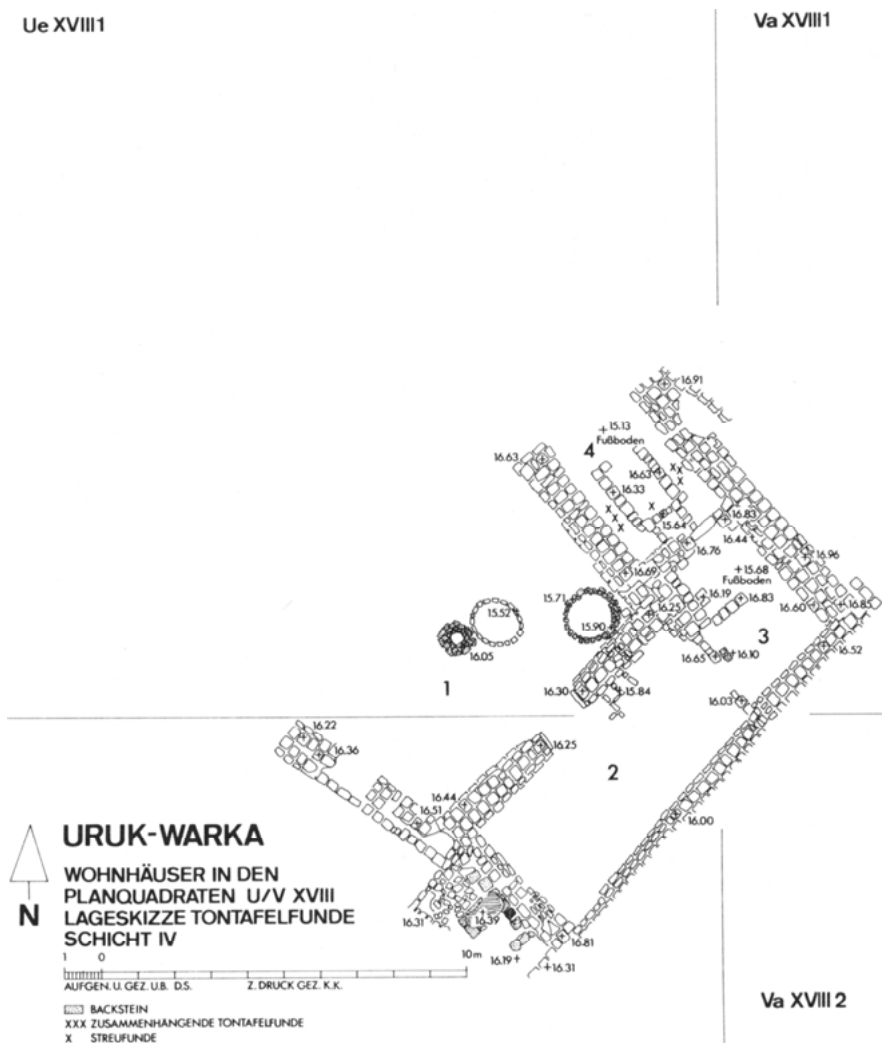 Ue XVIII1
Va XVIII1
16.91
15.13
Fußboden
4
16.63
16.63
16.33
15.64
16.83
16.44
16.76
16.96
15.68
Fußboden
16.69
16.19
16.83
16.60
16.85
15.71
15.52
16.25
15.90
3
16.52
16.05
16.65
16.10
1
16.30
15.84
16.03
16.22
16.36
16.25
2
16.44
16.51
16.00
URUK-WARKA
WOHNHÄUSER IN DEN
PLANQUADRATEN U/V XVIII
LAGESKIZZE TONTAFELFUNDE
SCHICHT IV
N
16.31
16.39
16.81
16.19
16.31
1 0 10m
AUFGEN. U. GEZ. U.B. D.S. Z. DRUCK GEZ. K.K.
BACKSTEIN
XXX ZUSAMMENHÄNGENDE TONTAFELFUNDE
X STREUFUNDE
Va XVIII 2